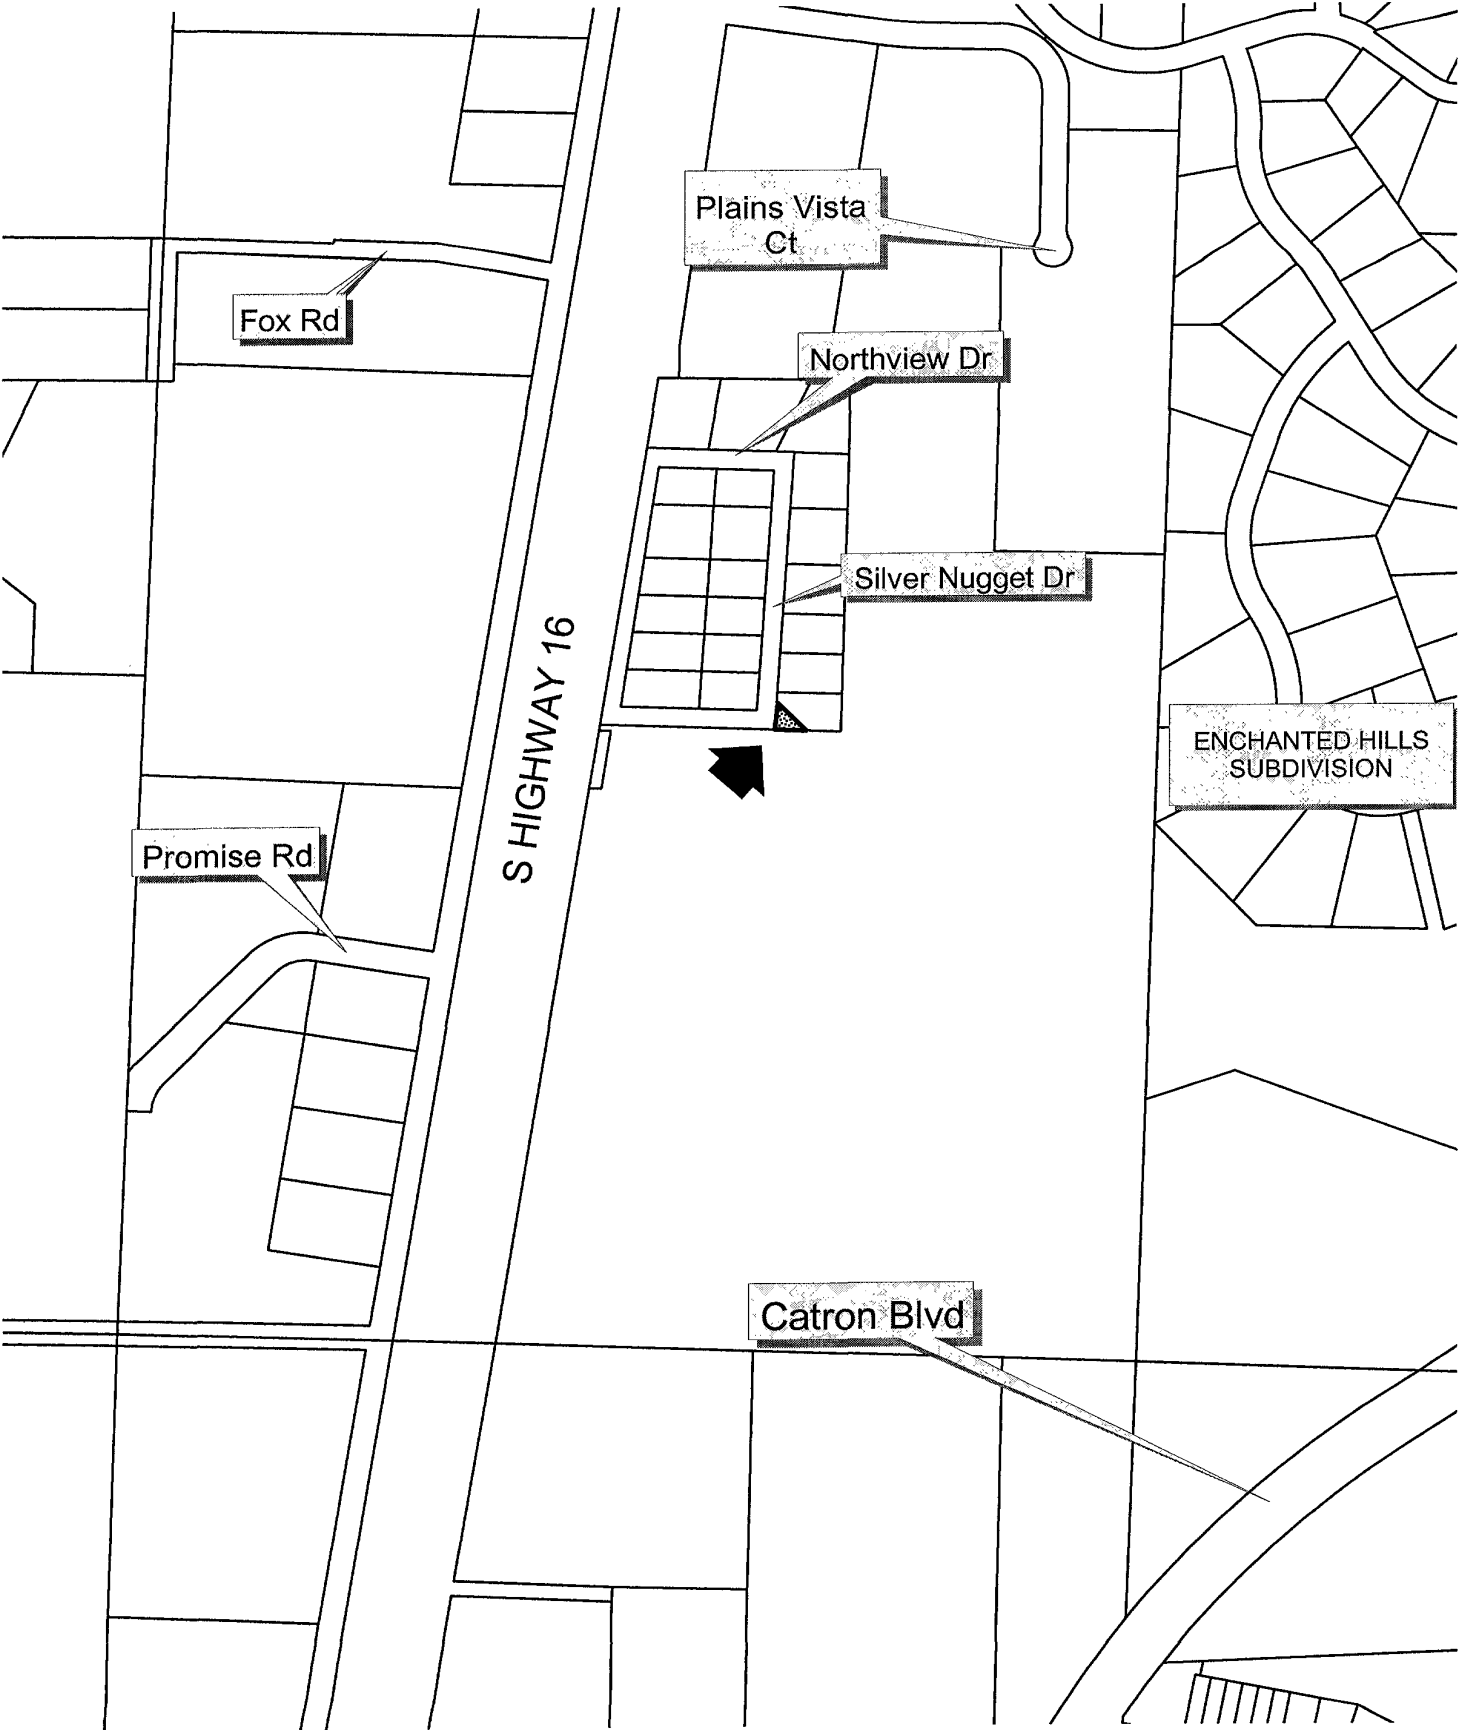 Plains Vista
Ct
Fox Rd
Northview Dr
Silver Nugget Dr
S HIGHWAY 16
ENCHANTED HILLS
SUBDIVISION
Promise Rd
Catron Blvd